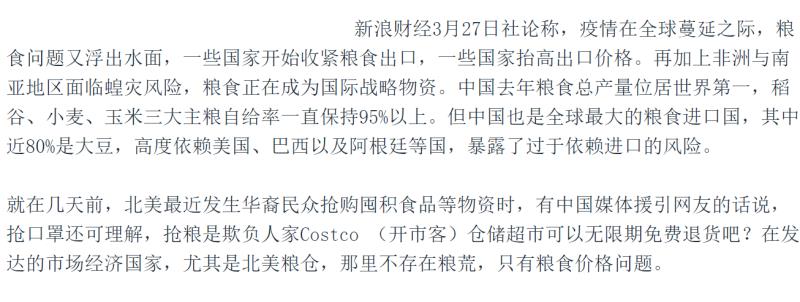 新浪财经3月27日社论称，疫情在全球蔓延之际，粮
食问题又浮出水面，一些国家开始收紧粮食出口，一些国家抬高出口价格。再加上非洲与南
亚地区面临蝗灾风险，粮食正在成为国际战略物资。中国去年粮食总产量位居世界第一，稻
谷、小麦、玉米三大主粮自给率一直保持95%以上。但中国也是全球最大的粮食进口国，其中
近80%是大豆，高度依赖美国、巴西以及阿根廷等国，暴露了过于依赖进口的风险。
就在几天前，北美最近发生华裔民众抢购囤积食品等物资时，有中国媒体援引网友的话说，
抢口罩还可理解，抢粮是欺负人家Costco （开市客）仓储超市可以无限期免费退货吧？在发
达的市场经济国家，尤其是北美粮仓，那里不存在粮荒，只有粮食价格问题。